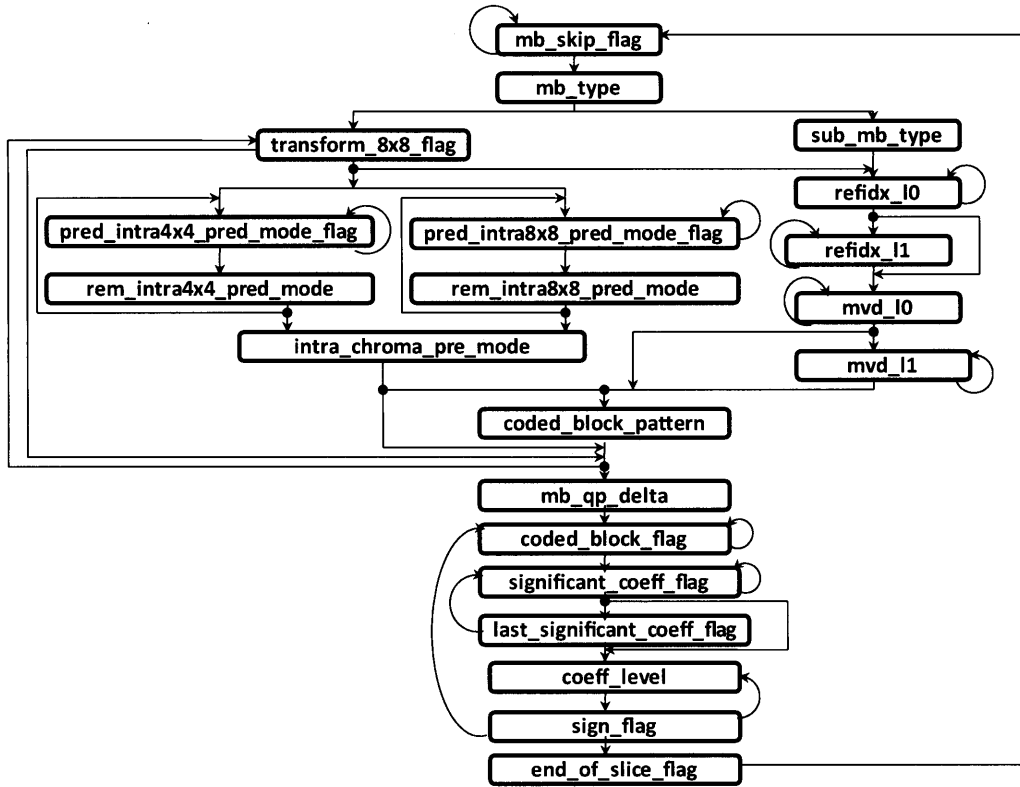 mb_skip_flag
mb_type
transform_8x8_flag
sub_mb_type
refidx_l0
pred_intra4x4_pred_mode_flag
pred_intra8x8_pred_mode_flag
refidx_l1
rem_intra4x4_pred_mode
rem_intra8x8_pred_mode
mvd_l0
intra_chroma_pre_mode
mvd_l1
coded_block_pattern
mb_qp_delta
coded_block_flag
significant_coeff_flag
last_significant_coeff_flag
coeff_level
sign_flag
end_of_slice_flag